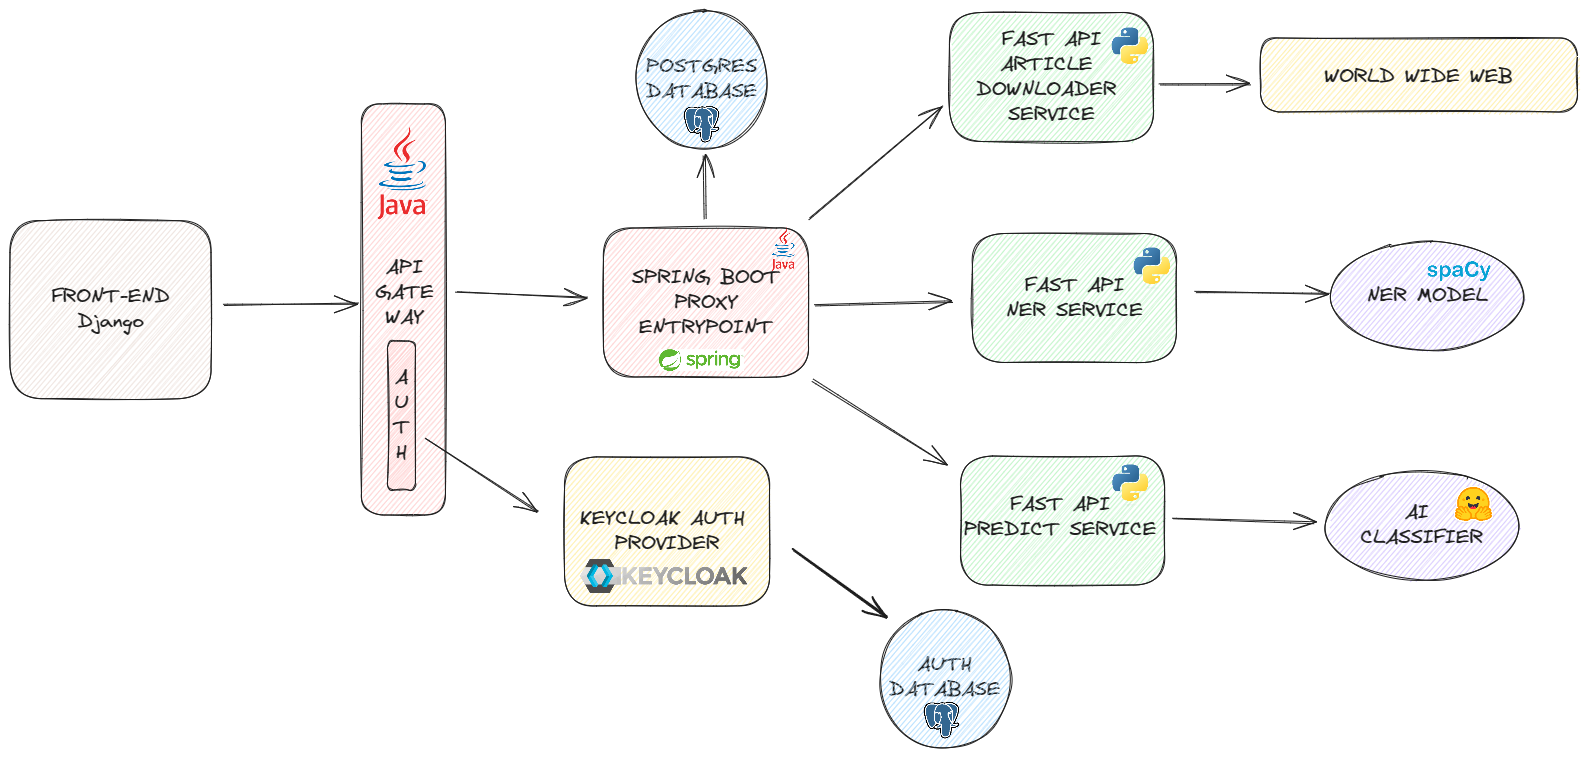 FRONT-END
Django
Java
API
GATE
WAY
A
U
T
H
POSTGRES
DATABASE
Java
SPRING BOOT
PROXY
ENTRYPOINT
spring
KEYCLOAK AUTH
PROVIDER
KEYCLOAK
AUTH
DATABASE
FAST API
ARTICLE
DOWNLOADER
SERVICE
WORLD WIDE WEB
FAST API
NER SERVICE
spaCy
NER MODEL
FAST API
PREDICT SERVICE
AI
CLASSIFIER